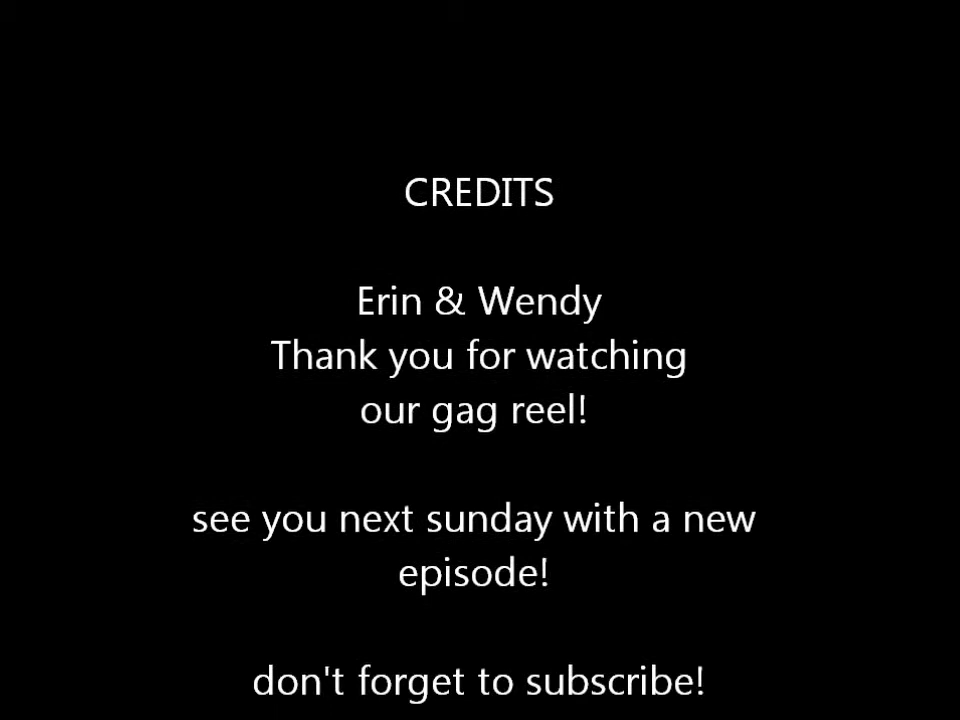 CREDITS
Erin & Wendy
Thank you for watching
our gag reel!
see you next sunday with a new
episode!
don't forget to subscribe!